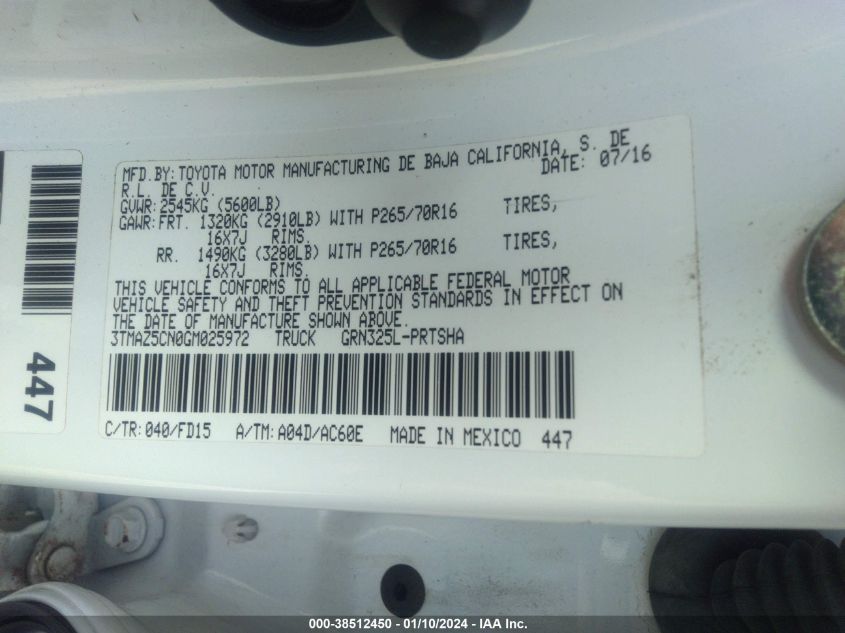 MFD.BY:TOYOTA MOTOR MANUFACTURING DE BAJA CALIFORNIA, S. DE
R.L. DE C.V. DATE: 07/16
GVWR:2545KG (5600LB)
GAWR:FRT. 1320KG (2910LB) WITH P265/70R16 TIRES,
16X7J RIMS,
RR. 1490KG (3280LB) WITH P265/70R16 TIRES,
16X7J RIMS.
THIS VEHICLE CONFORMS TO ALL APPLICABLE FEDERAL MOTOR
VEHICLE SAFETY AND THEFT PREVENTION STANDARDS IN EFFECT ON
THE DATE OF MANUFACTURE SHOWN ABOVE.
3TMAZ5CN0GM025972 TRUCK GRN325L-PRTSHA
C/TR:040/FD15 A/TM:A04D/AC60E MADE IN MEXICO 447
447
000-38512450 - 01/10/2024 - IAA Inc.